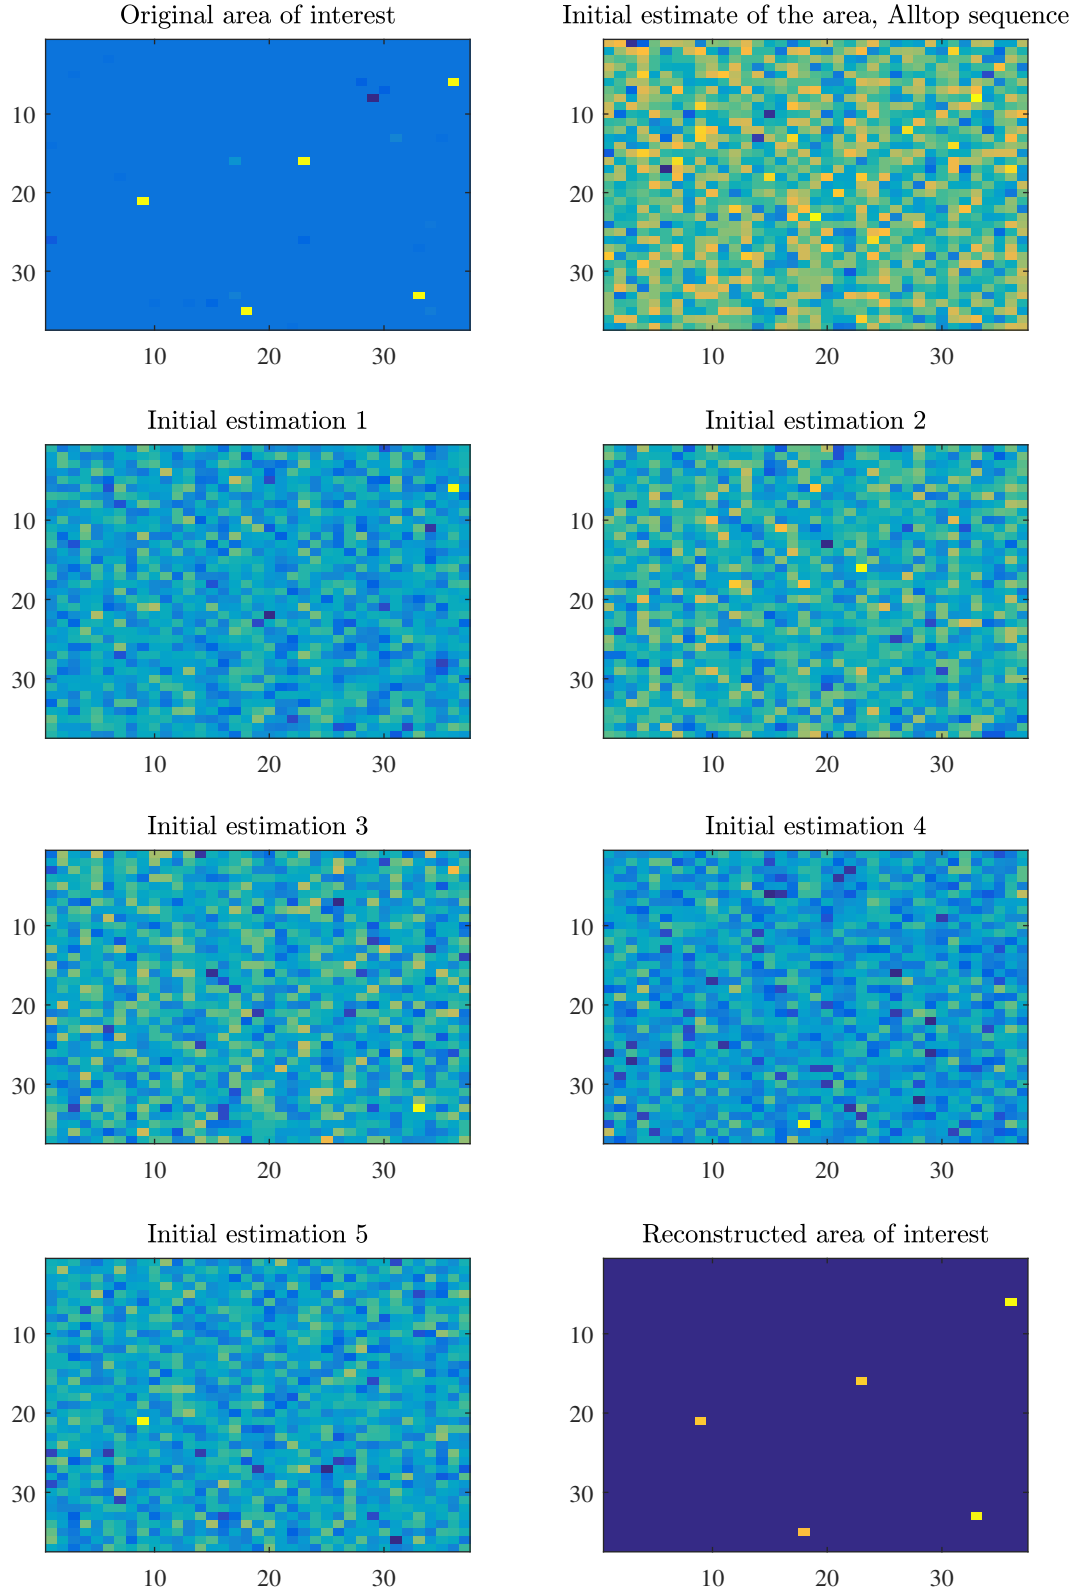 Original area of interest
Initial estimate of the area, Alltop sequence
10
20
30
10 20 30
10
20
30
10 20 30
Initial estimation 1
Initial estimation 2
10
20
30
10 20 30
10
20
30
10 20 30
Initial estimation 3
Initial estimation 4
10
20
30
10 20 30
10
20
30
10 20 30
Initial estimation 5
Reconstructed area of interest
10
20
30
10 20 30
10
20
30
10 20 30